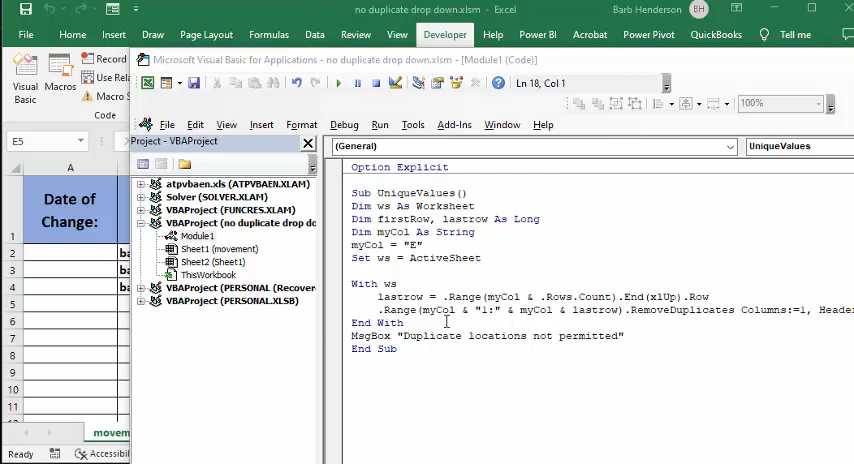 no duplicate drop down.xlsm - Excel
Barb Henderson
BH
File
Home
Insert
Draw
Page Layout
Formulas
Data
Review
View
Developer
Help
Power BI
Acrobat
Power Pivot
QuickBooks
Tell me
Visual
Basic
Macros
Record
Use Rela
Macro S
Code
Microsoft Visual Basic for Applications - no duplicate drop down.xlsm - [Module1 (Code)]
Ln 18, Col 1
100%
File
Edit
View
Insert
Format
Debug
Run
Tools
Add-Ins
Window
Help
E5
Project - VBAProject
(General)
UniqueValues
atpvbaen.xls (ATPVBAEN.XLAM)
Solver (SOLVER.XLAM)
VBAProject (FUNCRES.XLAM)
VBAProject (no duplicate drop do
Module1
Sheet1 (movement)
Sheet2 (Sheet1)
ThisWorkbook
VBAProject (PERSONAL (Recover
VBAProject (PERSONAL.XLSB)
A
Date of
Change:
1
2
ba
3
ba
4
ba
5
6
7
8
9
10
11
movem
Ready
Accessibil
Option Explicit
Sub UniqueValues()
Dim ws As Worksheet
Dim firstRow, lastrow As Long
Dim myCol As String
myCol = "E"
Set ws = ActiveSheet
With ws
lastrow = .Range(myCol & .Rows.Count).End(xlUp).Row
.Range(myCol & "1:" & myCol & lastrow).RemoveDuplicates Columns:=1, Header
End With
MsgBox "Duplicate locations not permitted"
End Sub